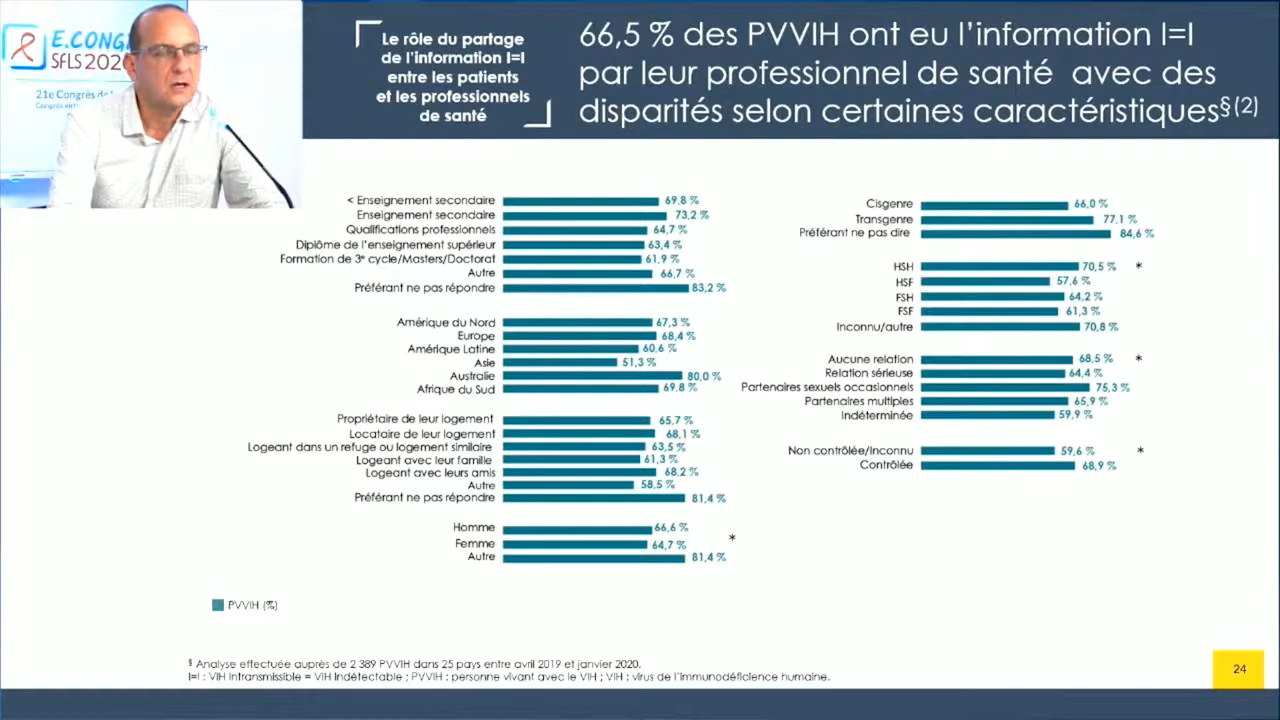 E.CONG
SFLS 202
21e Congrès de
Le rôle du partage
de l'information I=I
entre les patients
et les professionnels
de santé
66,5 % des PVVIH ont eu l'information I=I
par leur professionnel de santé avec des
disparités selon certaines caractéristiques§ (2)
< Enseignement secondaire 69,8 %
Enseignement secondaire 73,2 %
Qualifications professionnels 64,7 %
Diplôme de l'enseignement supérieur 63,4 %
Formation de 3e cycle/Masters/Doctorat 61,9 %
Autre 66,7 %
Préférant ne pas répondre 83,2 %
Amérique du Nord 67,3 %
Europe 68,4 %
Amérique Latine 60,6 %
Asie 51,3 %
Australie 80,0 %
Afrique du Sud 69,8 %
Propriétaire de leur logement 65,7 %
Locataire de leur logement 68,1 %
Logeant dans un refuge ou logement similaire 63,5 %
Logeant avec leur famille 61,3 %
Logeant avec leurs amis 68,2 %
Autre 58,5 %
Préférant ne pas répondre 81,4 %
Homme 66,6 %
*
Femme 64,7 %
Autre 81,4 %
Cisgenre 66,0 %
Transgenre 77,1 %
Préférant ne pas dire 84,6 %
HSH 70,5 % *
HSF 57,6 %
FSH 64,2 %
FSF 61,3 %
Inconnu/autre 70,8 %
Aucune relation 68,5 % *
Relation sérieuse 64,4 %
Partenaires sexuels occasionnels 75,3 %
Partenaires multiples 65,9 %
Indéterminée 59,9 %
Non contrôlée/Inconnu 59,6 % *
Contrôlée 68,9 %
PVVIH (%)
§ Analyse effectuée auprès de 2 389 PVVIH dans 25 pays entre avril 2019 et janvier 2020.
I=I : VIH Intransmissible = VIH Indétectable ; PVVIH : personne vivant avec le VIH ; VIH : virus de l'immunodéficience humaine.
24